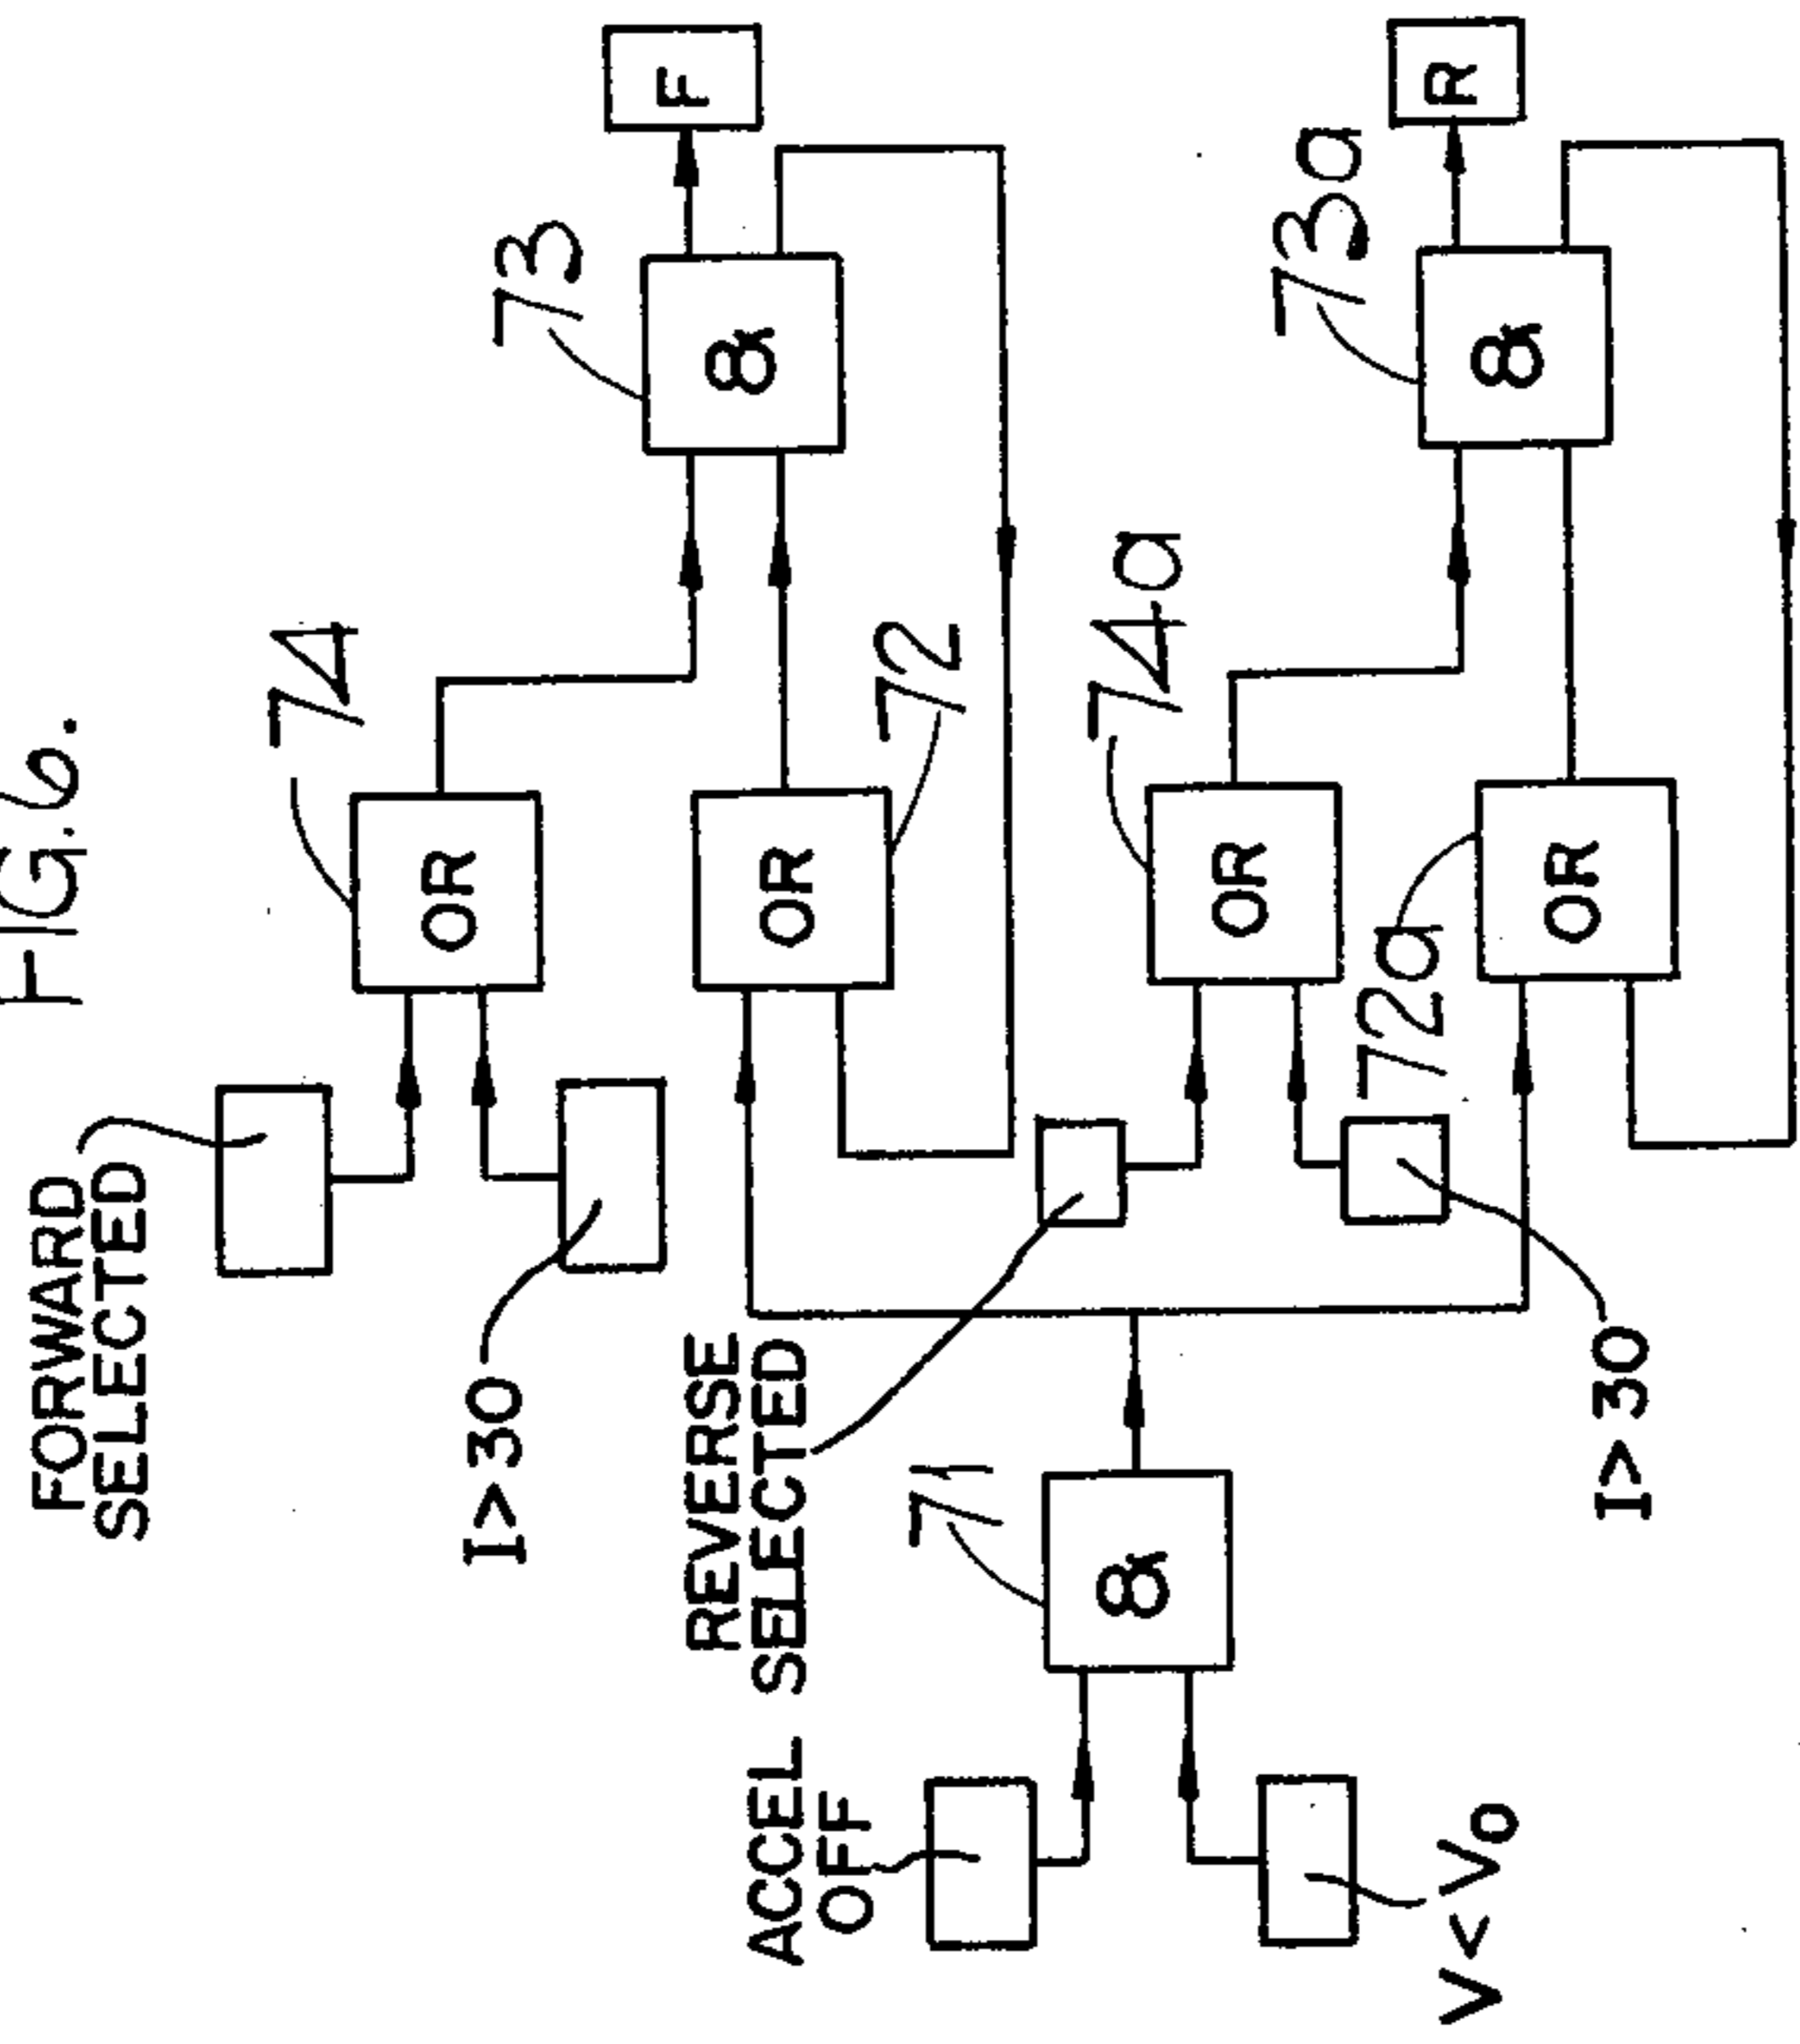 FIG.6.
FORWARD
SELECTED
74
OR
I>30
73
F
&
REVERSE
SELECTED
OR
72
ACCEL
OFF
71
&
74a
OR
73a
R
&
72a
OR
V<Vo
I>30